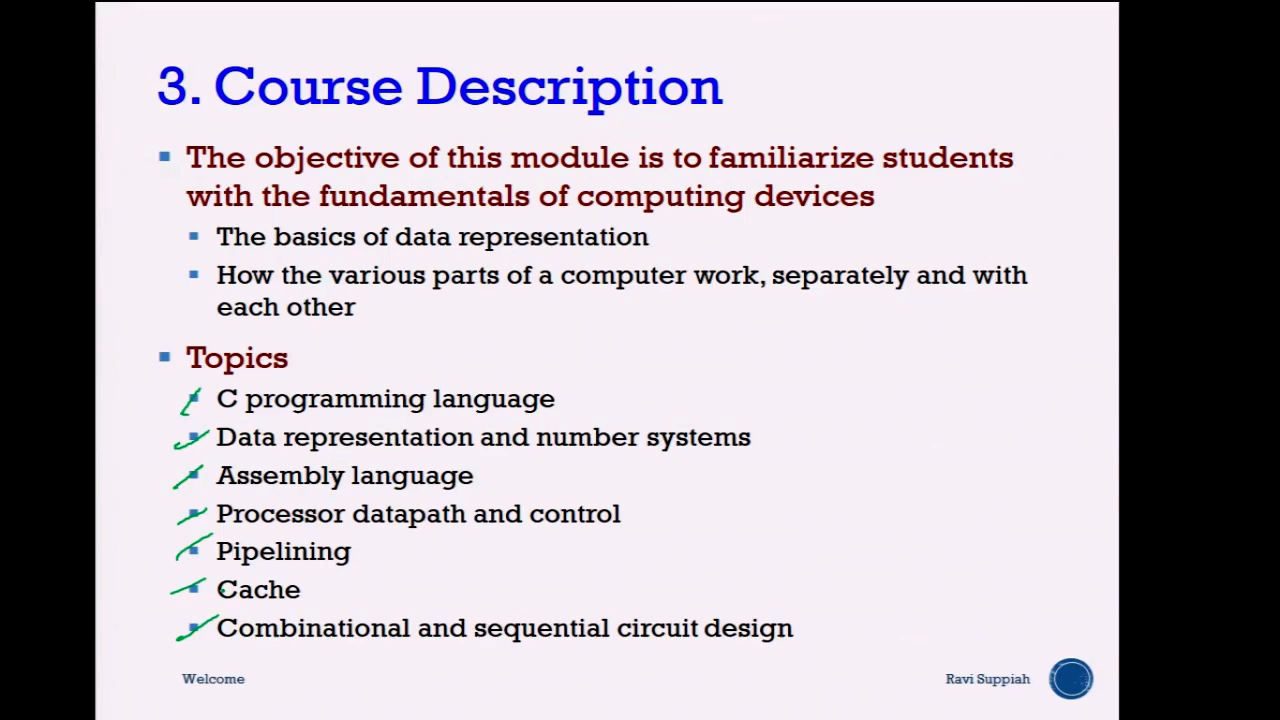 3. Course Description
The objective of this module is to familiarize students
with the fundamentals of computing devices
The basics of data representation
How the various parts of a computer work, separately and with
each other
Topics
C programming language
Data representation and number systems
Assembly language
Processor datapath and control
Pipelining
Cache
Combinational and sequential circuit design
Welcome
Ravi Suppiah